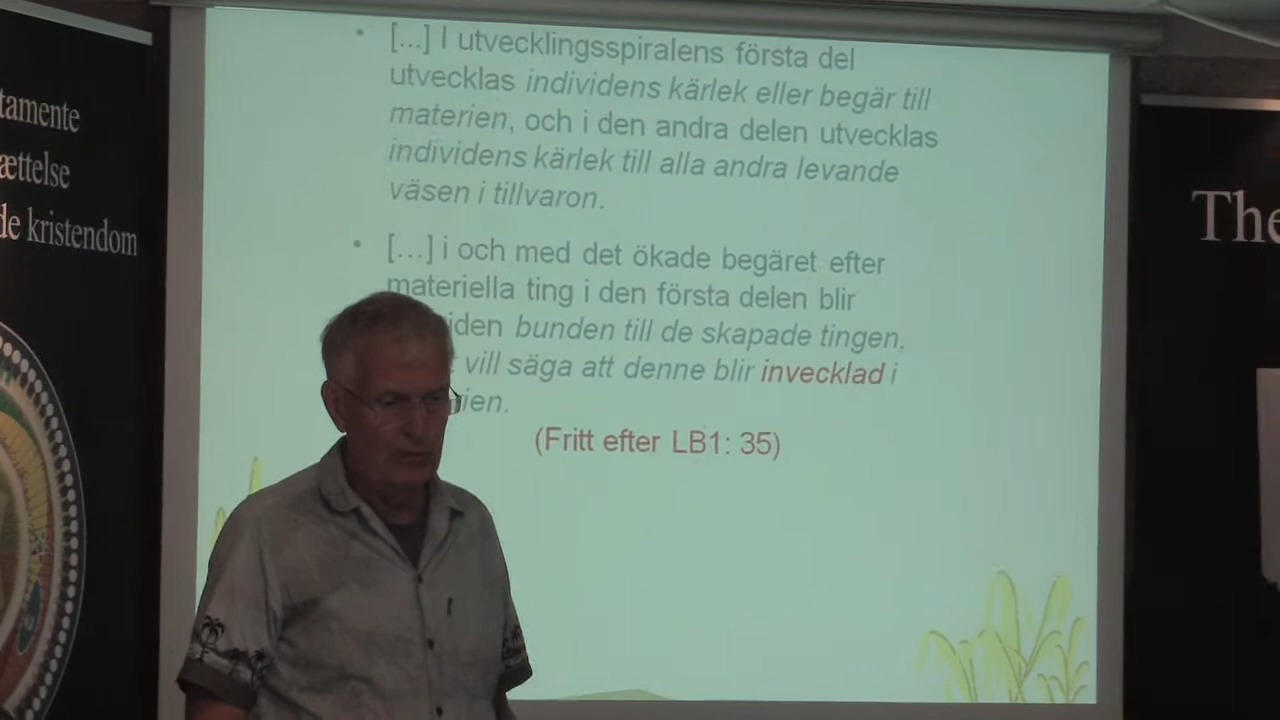 tamente
ættelse
de kristendom
[...] I utvecklingsspiralens första del
utvecklas individens kärlek eller begär till
materien, och i den andra delen utvecklas
individens kärlek till alla andra levande
väsen i tillvaron.
[...] i och med det ökade begäret efter
materiella ting i den första delen blir
iden bunden till de skapade tingen.
vill säga att denne blir invecklad i
rien.
(Fritt efter LB1: 35)
The